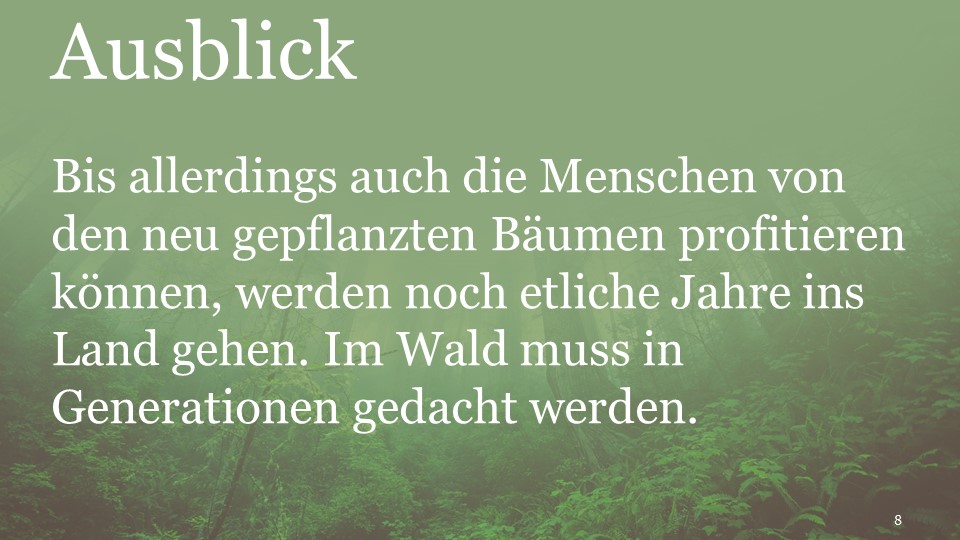 Ausblick
Bis allerdings auch die Menschen von
den neu gepflanzten Bäumen profitieren
können, werden noch etliche Jahre ins
Land gehen. Im Wald muss in
Generationen gedacht werden.
8